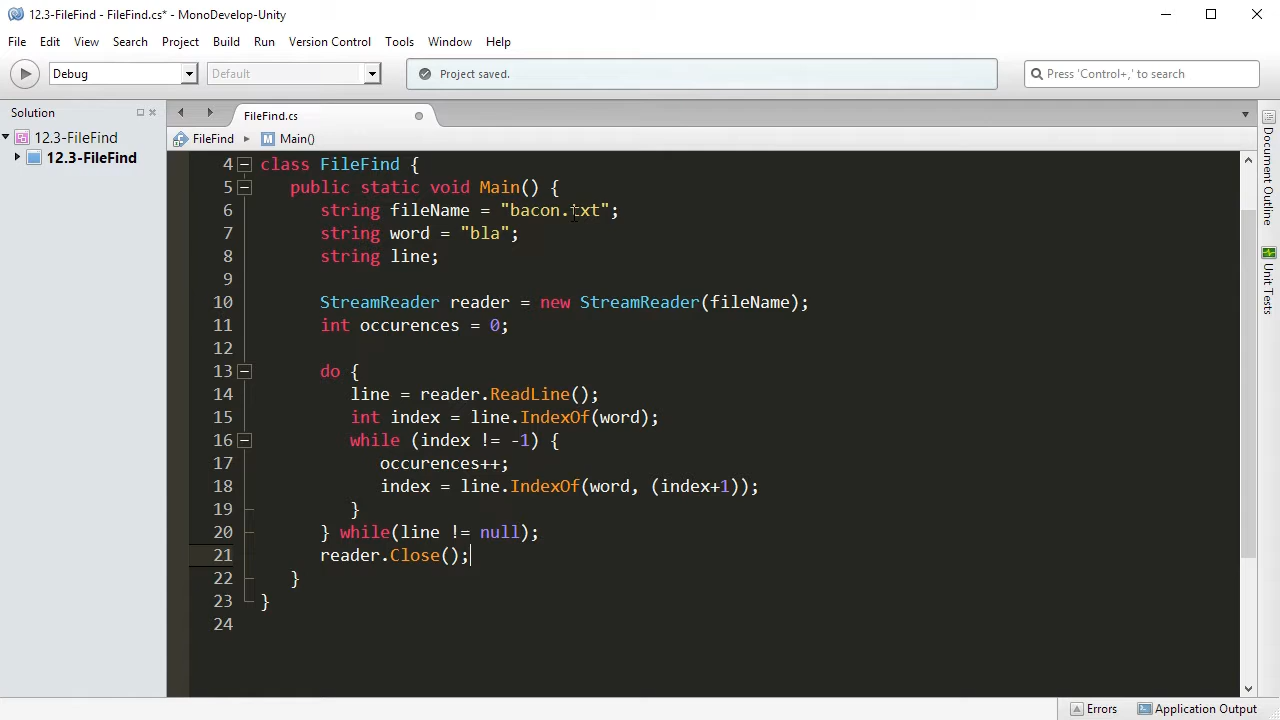 12.3-FileFind - FileFind.cs* - MonoDevelop-Unity
File Edit View Search Project Build Run Version Control Tools Window Help
Debug Default Project saved. Press 'Control+,' to search
Solution
12.3-FileFind
12.3-FileFind
FileFind.cs
FileFind Main()
4 class FileFind {
5 public static void Main() {
6 string fileName = "bacon.txt";
7 string word = "bla";
8 string line;
9
10 StreamReader reader = new StreamReader(fileName);
11 int occurences = 0;
12
13 do {
14 line = reader.ReadLine();
15 int index = line.IndexOf(word);
16 while (index != -1) {
17 occurences++;
18 index = line.IndexOf(word, (index+1));
19 }
20 } while(line != null);
21 reader.Close();
22 }
23 }
24
Document Outline
Unit Tests
Errors Application Output